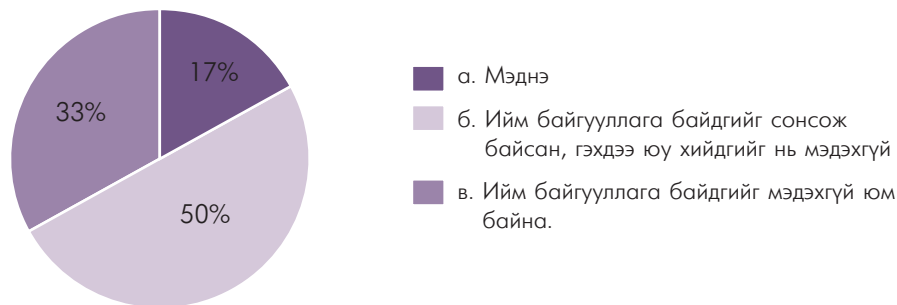 17%
33%
50%
а. Мэднэ
б. Ийм байгууллага байдгийг сонсож
байсан, гэхдээ юу хийдгийг нь мэдэхгүй
в. Ийм байгууллага байдгийг мэдэхгүй юм
байна.